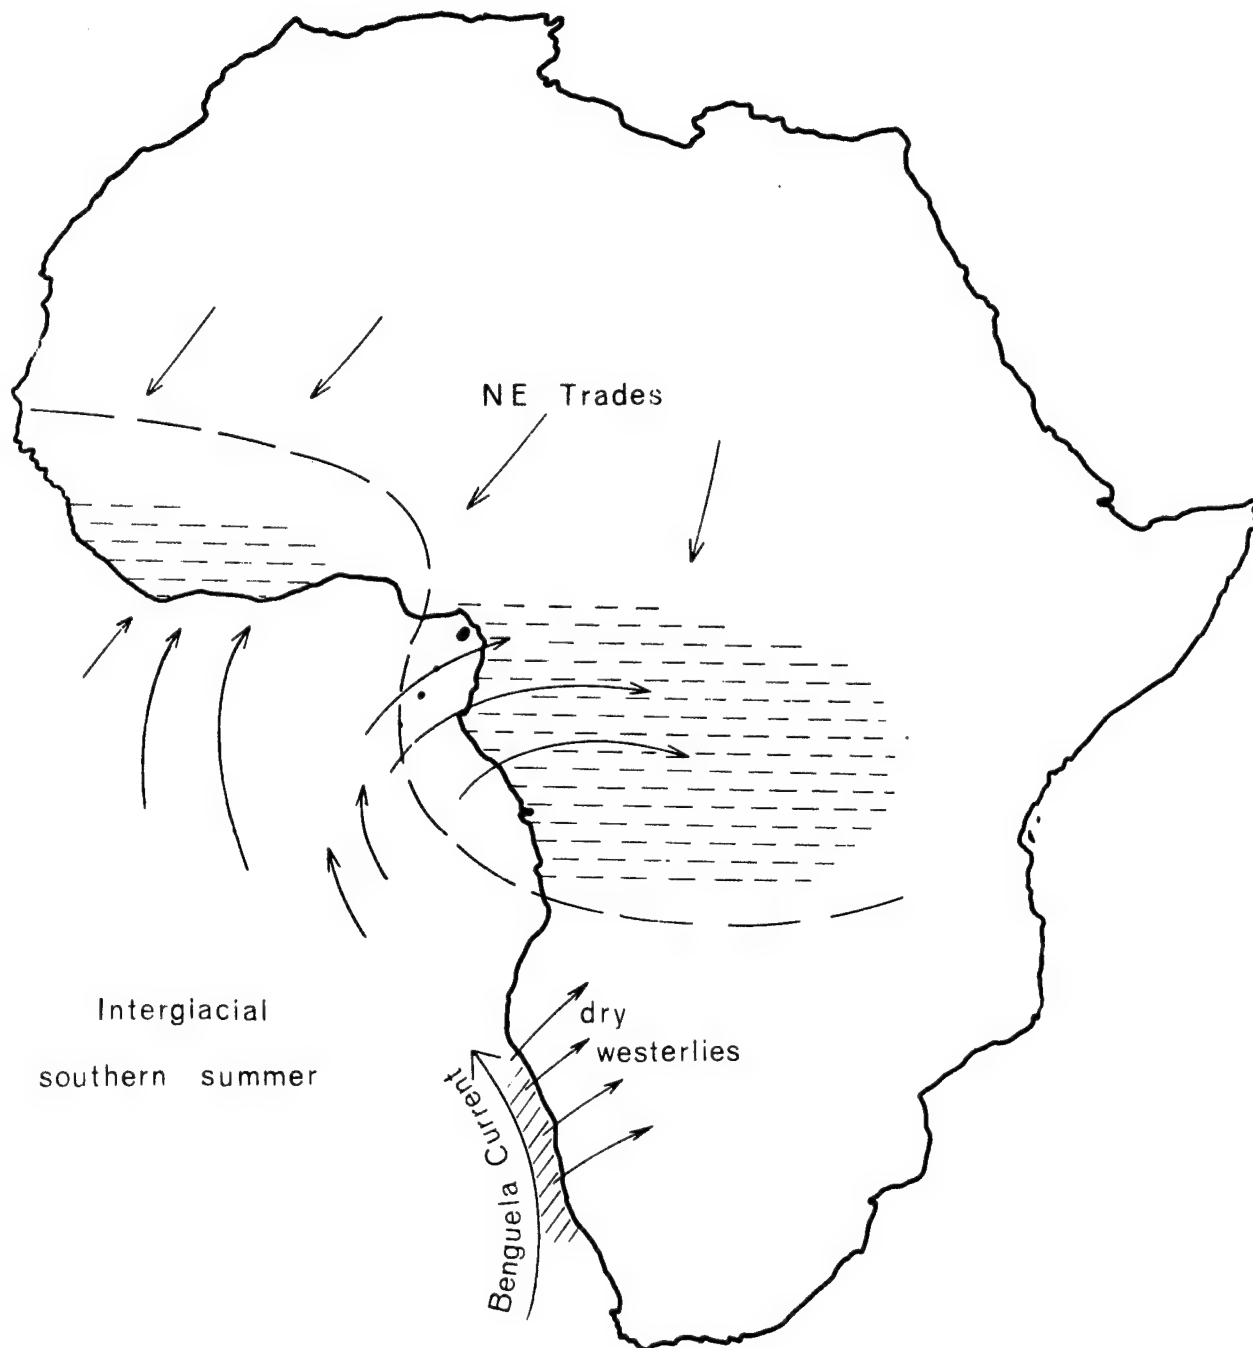 NE Trades
Intergiacial
southern summer
dry
westerlies
Benguela Current